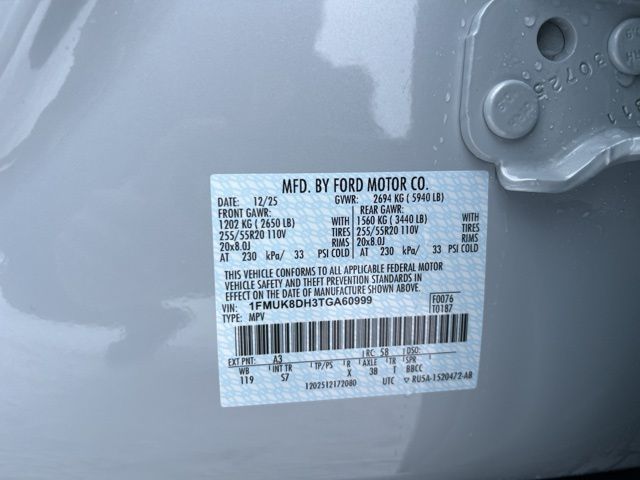 MFD. BY FORD MOTOR CO.
DATE: 12/25 GVWR: 2694 KG ( 5940 LB)
FRONT GAWR: REAR GAWR:
1202 KG ( 2650 LB) WITH 1560 KG ( 3440 LB) WITH
255/55R20 110V TIRES 255/55R20 110V TIRES
20x8.0J RIMS 20x8.0J RIMS
AT 230 kPa/ 33 PSI COLD AT 230 kPa/ 33 PSI COLD
THIS VEHICLE CONFORMS TO ALL APPLICABLE FEDERAL MOTOR
VEHICLE SAFETY AND THEFT PREVENTION STANDARDS IN EFFECT
ON THE DATE OF MANUFACTURE SHOWN ABOVE.
VIN: 1FMUK8DH3TGA60999 F0076
TYPE: MPV T0187
EXT PNT: A3 RC: 58 DSO:
WB INT TR TP/PS R AXLE TR SPR
119 S7 X 38 T BBCC
1202512172080 UTC RU5A-1520472-AB